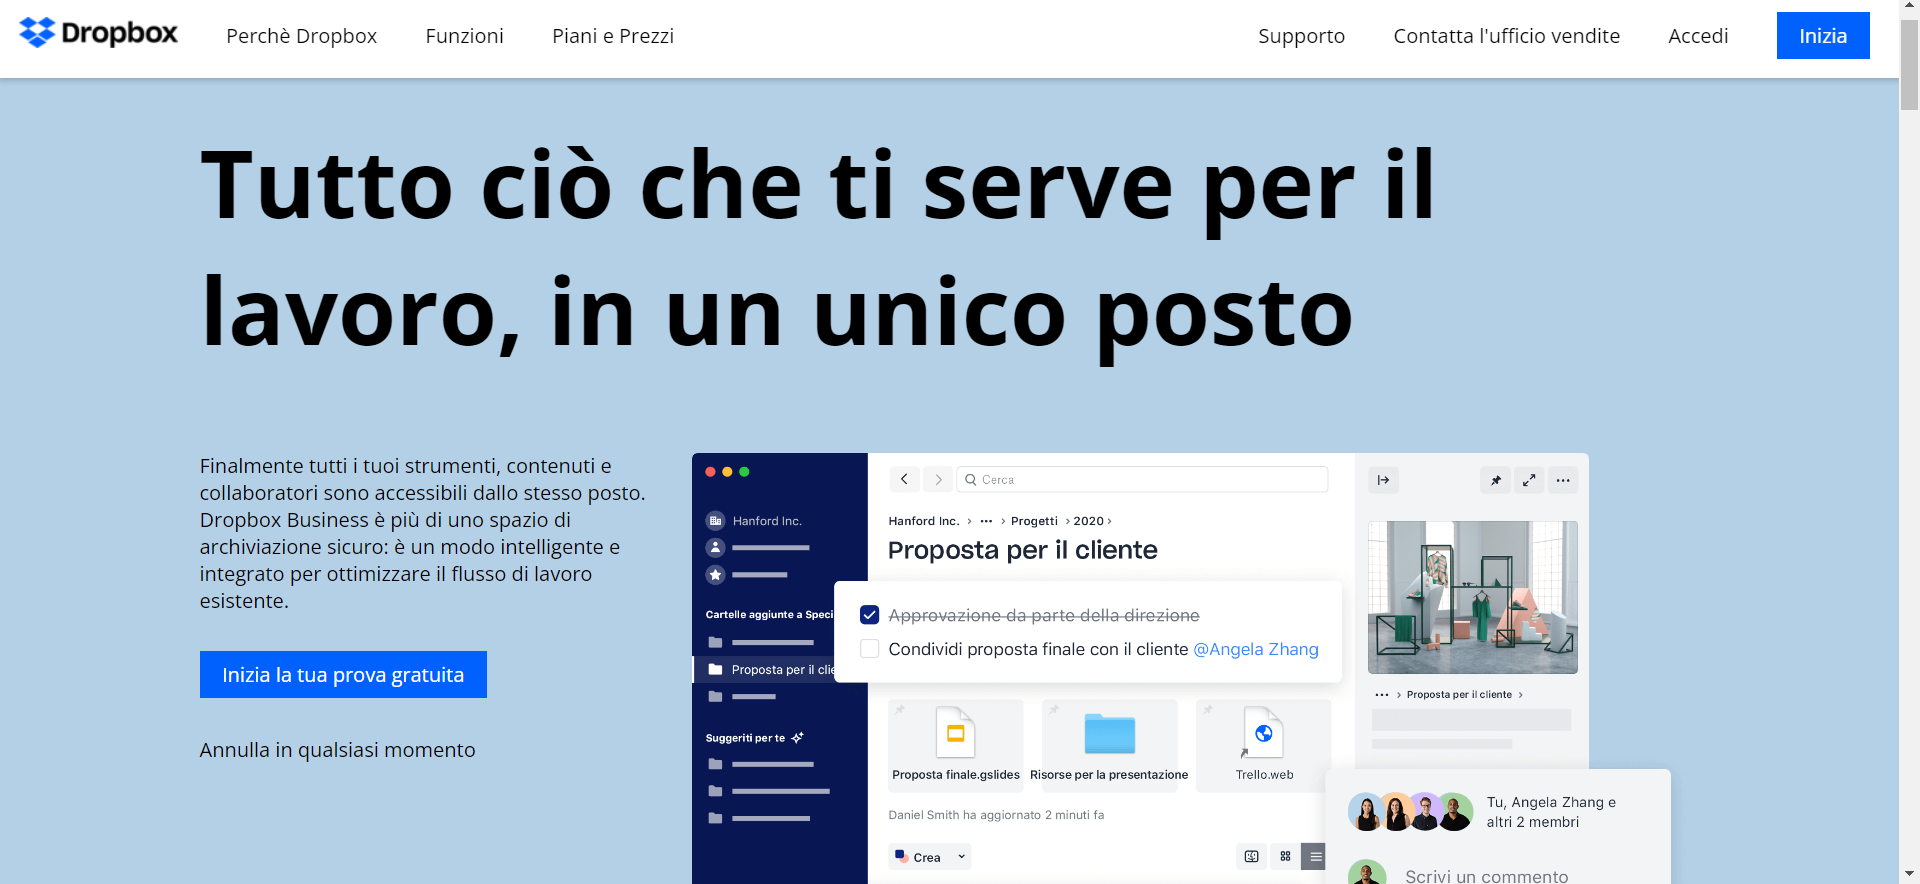 Dropbox
Perchè Dropbox
Funzioni
Piani e Prezzi
Supporto
Contatta l'ufficio vendite
Accedi
Inizia
Tutto ciò che ti serve per il
lavoro, in un unico posto
Finalmente tutti i tuoi strumenti, contenuti e
collaboratori sono accessibili dallo stesso posto.
Dropbox Business è più di uno spazio di
archiviazione sicuro: è un modo intelligente e
integrato per ottimizzare il flusso di lavoro
esistente.
Inizia la tua prova gratuita
Annulla in qualsiasi momento
Hanford Inc.
Cartelle aggiunte a Speci
Proposta per il clie
Suggeriti per te
Cerca
Hanford Inc. > ··· > Progetti > 2020 >
Proposta per il cliente
Approvazione da parte della direzione
Condividi proposta finale con il cliente @Angela Zhang
Proposta finale.gslides
Risorse per la presentazione
Trello.web
Daniel Smith ha aggiornato 2 minuti fa
Crea
··· > Proposta per il cliente >
Tu, Angela Zhang e
altri 2 membri
Scrivi un commento